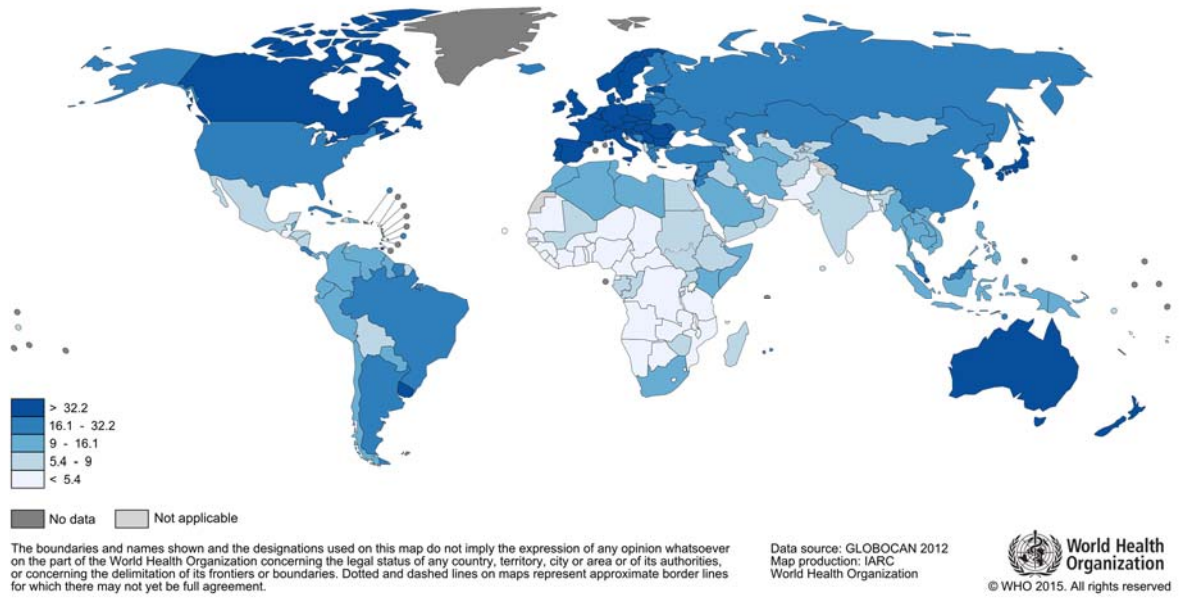 > 32.2
16.1 - 32.2
9 - 16.1
5.4 - 9
< 5.4
No data
Not applicable
The boundaries and names shown and the designations used on this map do not imply the expression of any opinion whatsoever
on the part of the World Health Organization concerning the legal status of any country, territory, city or area or of its authorities,
or concerning the delimitation of its frontiers or boundaries. Dotted and dashed lines on maps represent approximate border lines
for which there may not yet be full agreement.
Data source: GLOBOCAN 2012
Map production: IARC
World Health Organization
World Health
Organization
© WHO 2015. All rights reserved